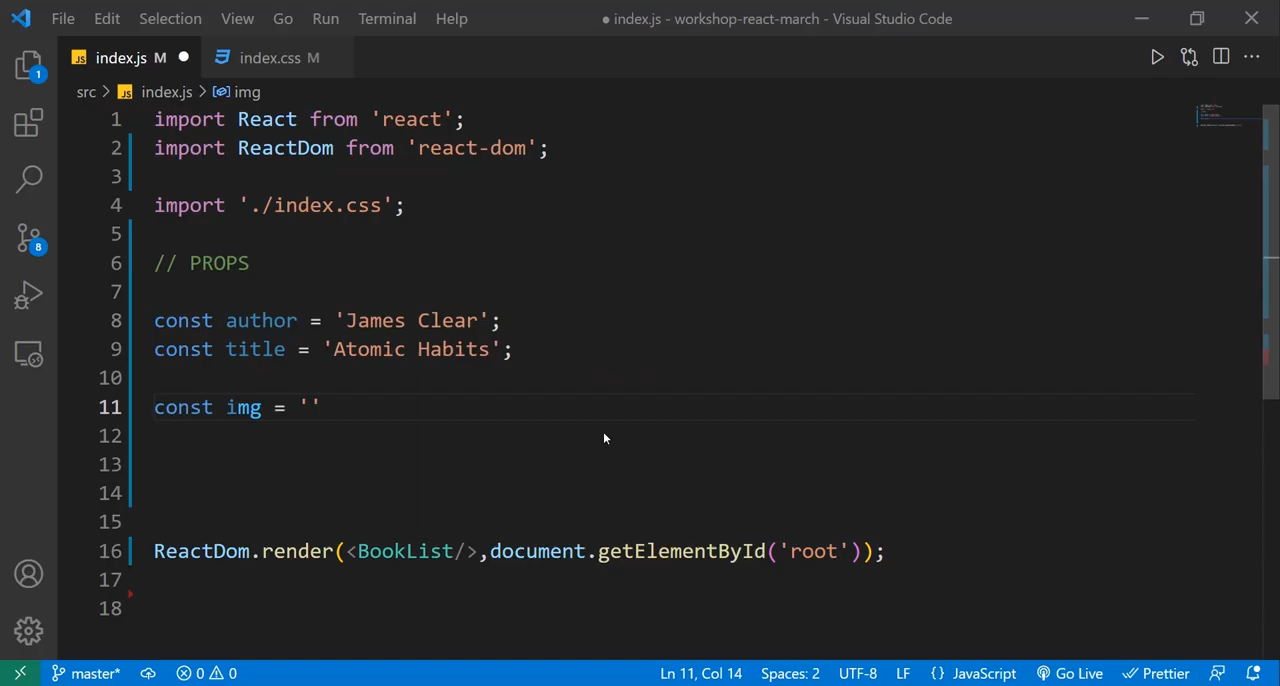 File Edit Selection View Go Run Terminal Help ● index.js - workshop-react-march - Visual Studio Code
JS index.js M ● index.css M
src > JS index.js > img
1 import React from 'react';
2 import ReactDom from 'react-dom';
3
4 import './index.css';
5
6 // PROPS
7
8 const author = 'James Clear';
9 const title = 'Atomic Habits';
10
11 const img = ''
12
13
14
15
16 ReactDom.render(<BookList/>,document.getElementById('root'));
17
18
1
8
master* 0 0 Ln 11, Col 14 Spaces: 2 UTF-8 LF {} JavaScript Go Live Prettier